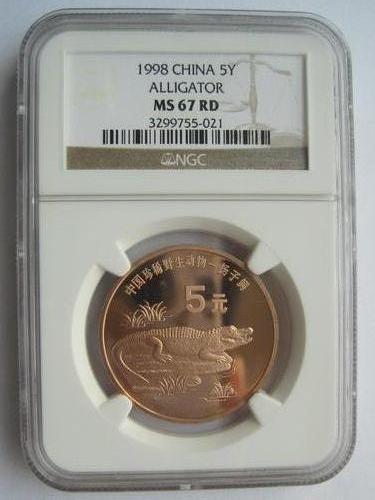 1998 CHINA 5Y
ALLIGATOR
MS 67 RD
3299755-021
NGC
中国珍稀野生动物—扬子鳄
5元